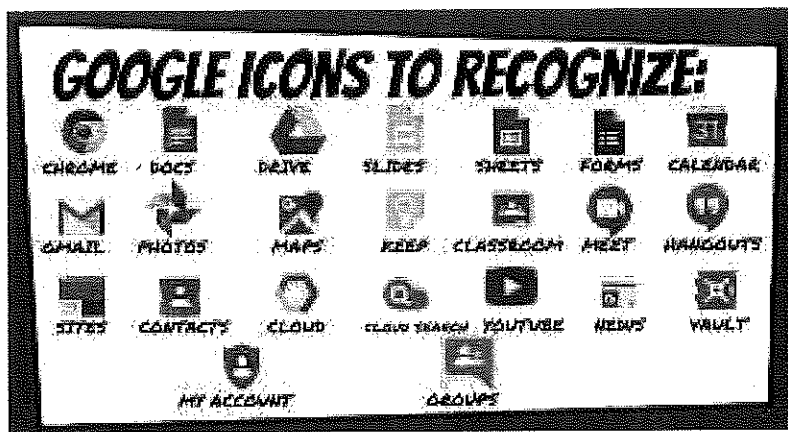 GOOGLE ICONS TO RECOGNIZE:
CHROME DOCS DRIVE SLIDES SHEETS FORMS CALENDAR
31
GMAIL PHOTOS MAPS KEEP CLASSROOM MEET HANGOUTS
SITES CONTACTS CLOUD CLOUD SEARCH YOUTUBE NEWS VAULT
MY ACCOUNT GROUPS